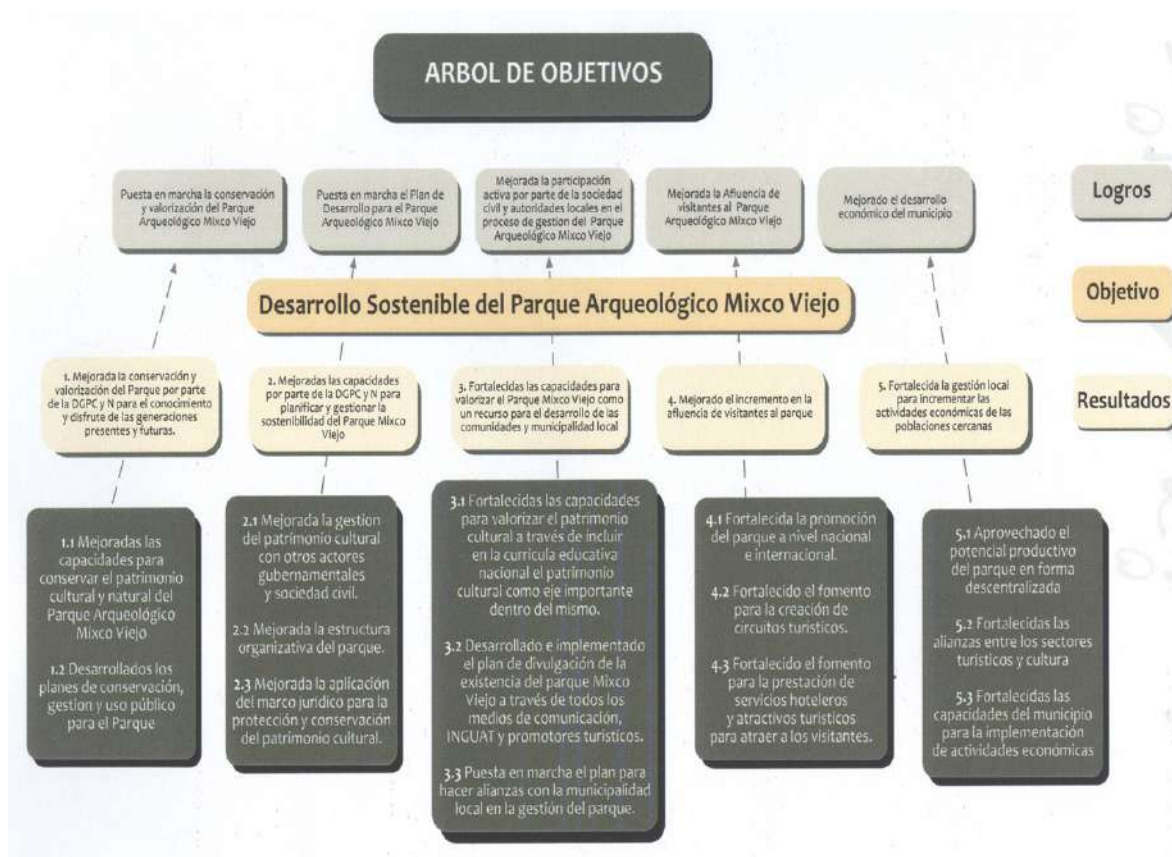 ARBOL DE OBJETIVOS
Puesta en marcha la conservación
y valorización del Parque
Arqueológico Mixco Viejo
Puesta en marcha el Plan de
Desarrollo para el Parque
Arqueológico Mixco Viejo
Mejorada la participación
activa por parte de la sociedad
civil y autoridades locales en el
proceso de gestion del Parque
Arqueológico Mixco Viejo
Mejorada la Afluencia de
visitantes al Parque
Arqueológico Mixco Viejo
Mejorado el desarrollo
económico del municipio
Logros
Desarrollo Sostenible del Parque Arqueológico Mixco Viejo
Objetivo
1. Mejorada la conservación y
valorización del Parque por parte
de la DGPC y N para el conocimiento
y disfrute de las generaciones
presentes y futuras.
2. Mejoradas las capacidades
por parte de la DGPC y N para
planificar y gestionar la
sostenibilidad del Parque Mixco
Viejo
3. Fortalecidas las capacidades para
valorizar el Parque Mixco Viejo como
un recurso para el desarrollo de las
comunidades y municipalidad local
4. Mejorado el incremento en la
afluencia de visitantes al parque
5. Fortalecida la gestión local
para incrementar las
actividades económicas de las
poblaciones cercanas
Resultados
1.1 Mejoradas las
capacidades para
conservar el patrimonio
cultural y natural del
Parque Arqueológico
Mixco Viejo
1.2 Desarrollados los
planes de conservación,
gestion y uso público
para el Parque
2.1 Mejorada la gestion
del patrimonio cultural
con otros actores
gubernamentales
y sociedad civil.
2.2 Mejorada la estructura
organizativa del parque.
2.3 Mejorada la aplicación
del marco jurídico para la
protección y conservación
del patrimonio cultural.
3.1 Fortalecidas las capacidades
para valorizar el patrimonio
cultural a través de incluir
en la currícula educativa
nacional el patrimonio
cultural como eje importante
dentro del mismo.
3.2 Desarrollado e implementado
el plan de divulgación de la
existencia del parque Mixco
Viejo a través de todos los
medios de comunicación,
INGUAT y promotores turísticos.
3.3 Puesta en marcha el plan para
hacer alianzas con la municipalidad
local en la gestión del parque.
4.1 Fortalecida la promoción
del parque a nivel nacional
e internacional.
4.2 Fortalecido el fomento
para la creación de
circuitos turísticos.
4.3 Fortalecido el fomento
para la prestación de
servicios hoteleros
y atractivos turísticos
para atraer a los visitantes.
5.1 Aprovechado el
potencial productivo
del parque en forma
descentralizada
5.2 Fortalecidas las
alianzas entre los sectores
turísticos y cultura
5.3 Fortalecidas las
capacidades del municipio
para la implementación
de actividades económicas